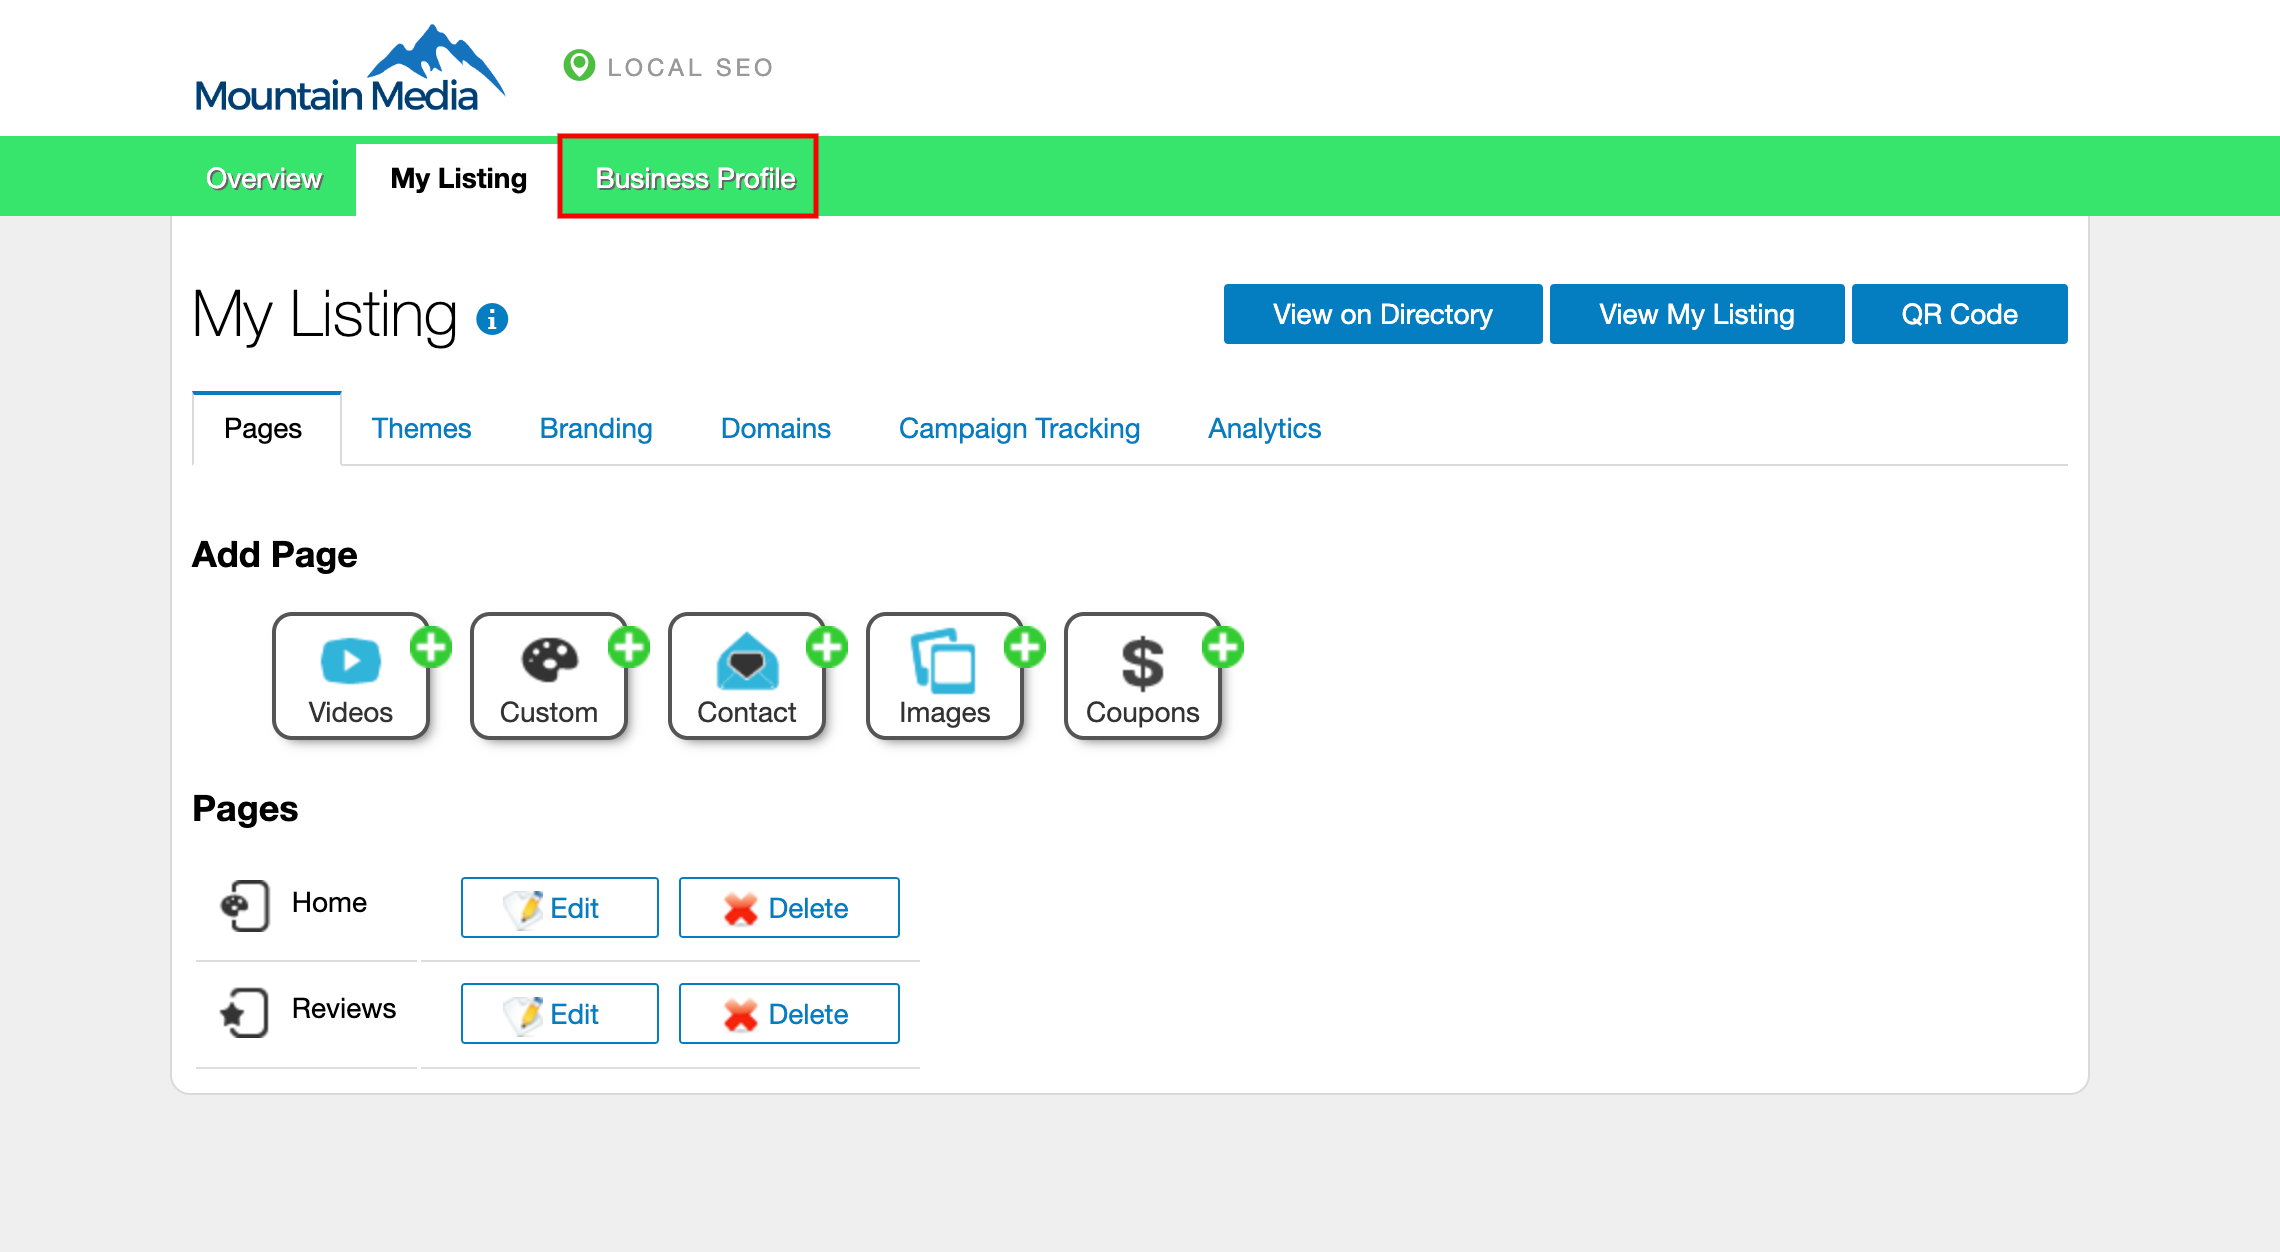 Mountain Media
LOCAL SEO
Overview My Listing Business Profile
My Listing i
View on Directory View My Listing QR Code
Pages Themes Branding Domains Campaign Tracking Analytics
Add Page
Videos Custom Contact Images Coupons
Pages
Home Edit Delete
Reviews Edit Delete